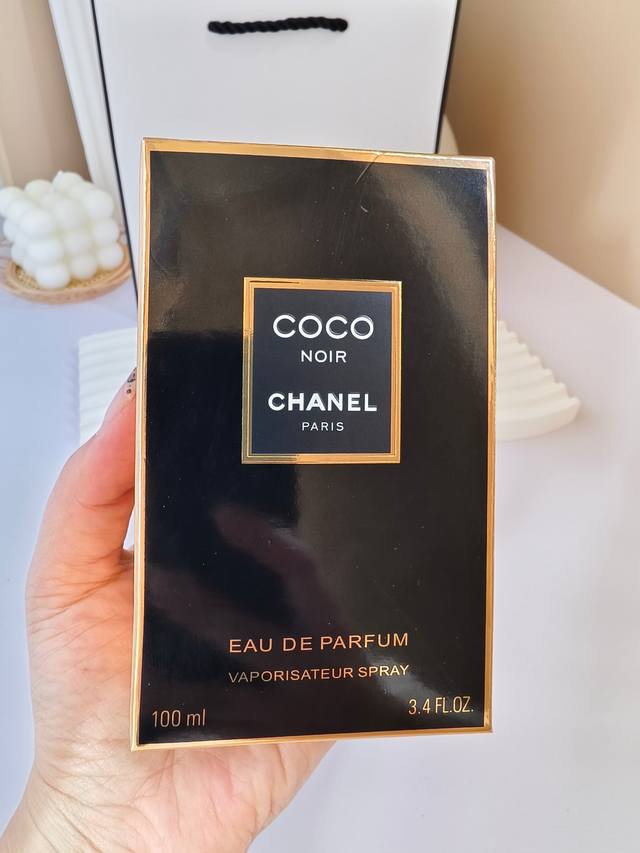 COCO
NOIR
CHANEL
PARIS
EAU DE PARFUM
VAPORISATEUR SPRAY
100 ml
3.4 FL.OZ.